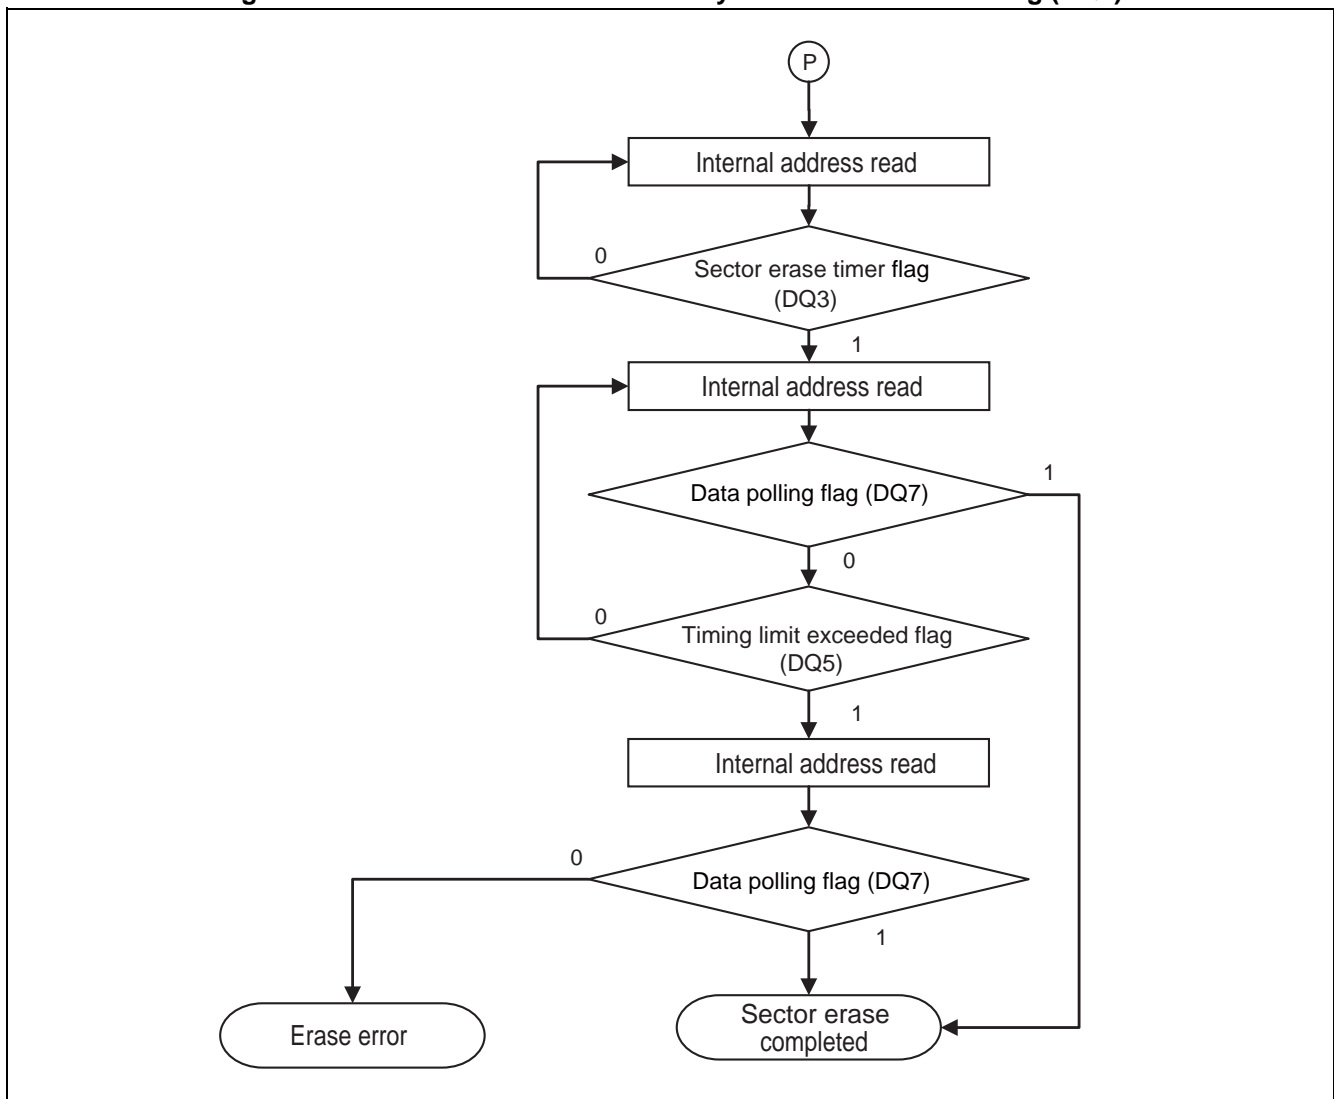 P
Internal address read
0
Sector erase timer flag
(DQ3)
1
Internal address read
1
Data polling flag (DQ7)
0
0
Timing limit exceeded flag
(DQ5)
1
Internal address read
0
Data polling flag (DQ7)
1
Sector erase
completed
Erase error